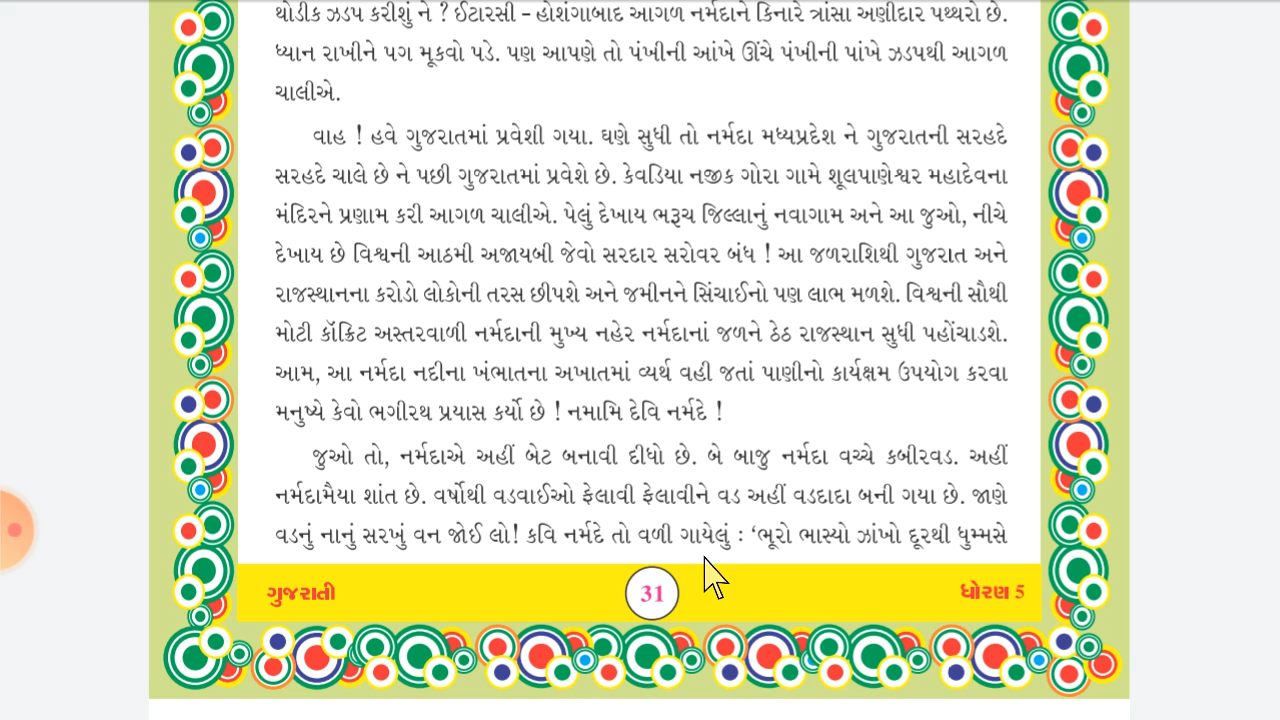 થોડીક ઝડપ કરીશું ને ? ઈટારસી - હોશંગાબાદ આગળ નર્મદાને કિનારે ત્રાંસા અણીદાર પથ્થરો છે.
ધ્યાન રાખીને પગ મૂકવો પડે. પણ આપણે તો પંખીની આંખે ઊંચે પંખીની પાંખે ઝડપથી આગળ
ચાલીએ.
વાહ ! હવે ગુજરાતમાં પ્રવેશી ગયા. ઘણે સુધી તો નર્મદા મધ્યપ્રદેશ ને ગુજરાતની સરહદે
સરહદે ચાલે છે ને પછી ગુજરાતમાં પ્રવેશે છે. કેવડિયા નજીક ગોરા ગામે શૂલપાણેશ્વર મહાદેવના
મંદિરને પ્રણામ કરી આગળ ચાલીએ. પેલું દેખાય ભરૂચ જિલ્લાનું નવાગામ અને આ જુઓ, નીચે
દેખાય છે વિશ્વની આઠમી અજાયબી જેવો સરદાર સરોવર બંધ ! આ જળરાશિથી ગુજરાત અને
રાજસ્થાનના કરોડો લોકોની તરસ છીપશે અને જમીનને સિંચાઈનો પણ લાભ મળશે. વિશ્વની સૌથી
મોટી કૉંક્રિટ અસ્તરવાળી નર્મદાની મુખ્ય નહેર નર્મદાનાં જળને ઠેઠ રાજસ્થાન સુધી પહોંચાડશે.
આમ, આ નર્મદા નદીના ખંભાતના અખાતમાં વ્યર્થ વહી જતાં પાણીનો કાર્યક્ષમ ઉપયોગ કરવા
મનુષ્યે કેવો ભગીરથ પ્રયાસ કર્યો છે ! નમામિ દેવિ નર્મદે !
જુઓ તો, નર્મદાએ અહીં બેટ બનાવી દીધો છે. બે બાજુ નર્મદા વચ્ચે કબીરવડ. અહીં
નર્મદામૈયા શાંત છે. વર્ષોથી વડવાઈઓ ફેલાવી ફેલાવીને વડ અહીં વડદાદા બની ગયા છે. જાણે
વડનું નાનું સરખું વન જોઈ લો! કવિ નર્મદે તો વળી ગાયેલું : ‘ભૂરો ભાસ્યો ઝાંખો દૂરથી ધુમ્મસે
ગુજરાતી 31 ધોરણ 5